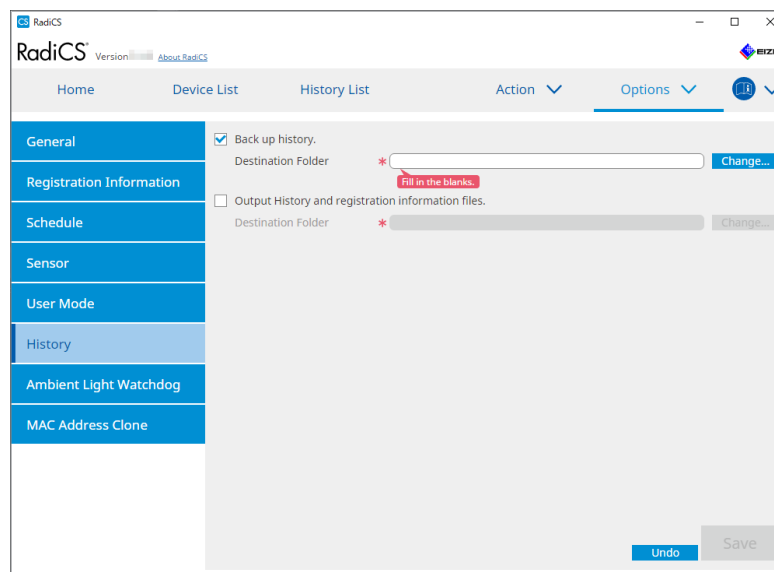 RadiCS
RadiCS® Version About RadiCS
Home Device List History List Action Options
General
Registration Information
Schedule
Sensor
User Mode
History
Ambient Light Watchdog
MAC Address Clone
Back up history.
Destination Folder * Change...
Fill in the blanks.
Output History and registration information files.
Destination Folder * Change...
Undo Save